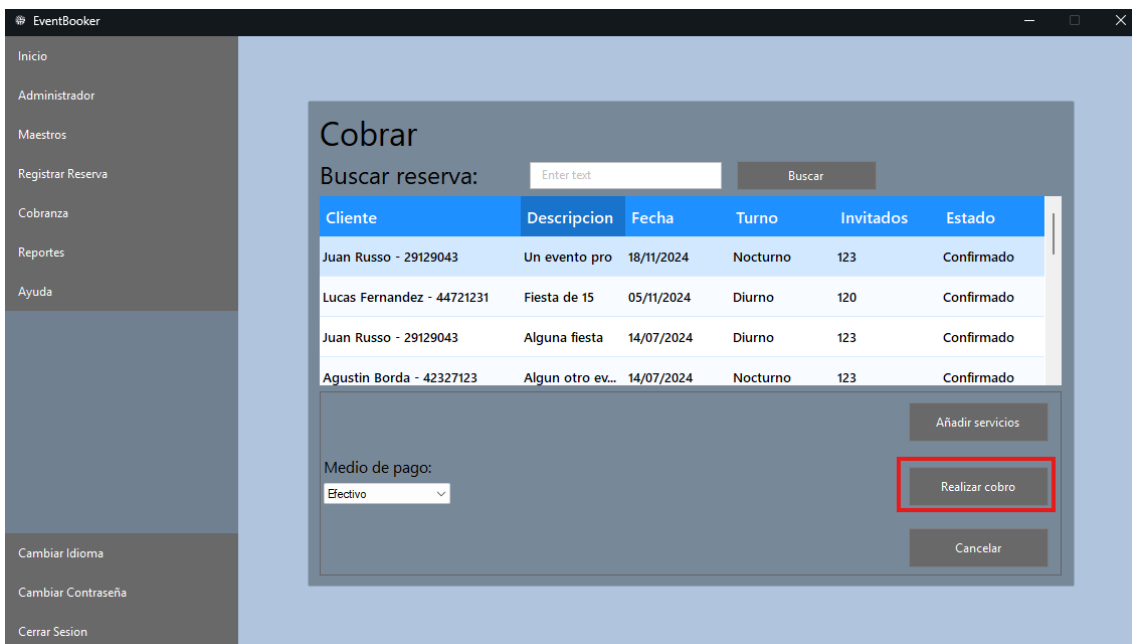 EventBooker
Inicio
Administrador
Maestros
Registrar Reserva
Cobranza
Reportes
Ayuda
Cambiar Idioma
Cambiar Contraseña
Cerrar Sesion
Cobrar
Buscar reserva: Enter text Buscar
Cliente Descripcion Fecha Turno Invitados Estado
Juan Russo - 29129043 Un evento pro 18/11/2024 Nocturno 123 Confirmado
Lucas Fernandez - 44721231 Fiesta de 15 05/11/2024 Diurno 120 Confirmado
Juan Russo - 29129043 Alguna fiesta 14/07/2024 Diurno 123 Confirmado
Agustin Borda - 42327123 Algun otro ev... 14/07/2024 Nocturno 123 Confirmado
Añadir servicios
Medio de pago:
Efectivo
Realizar cobro
Cancelar